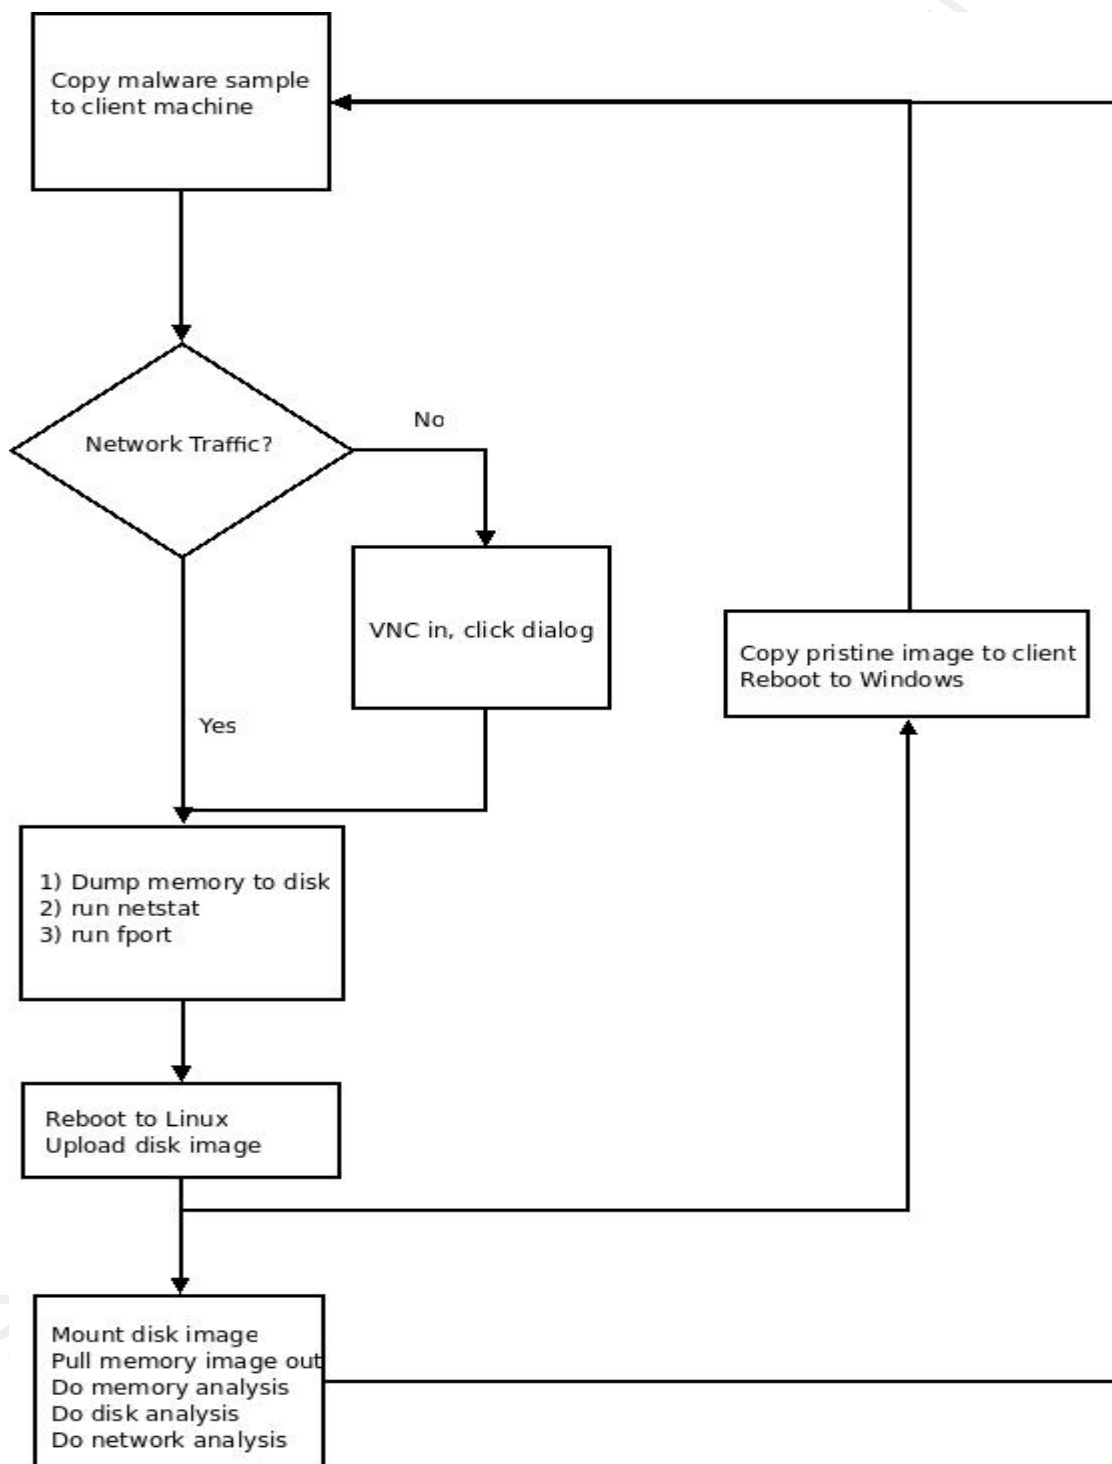 Copy malware sample
to client machine
Network Traffic?
No
VNC in, click dialog
Yes
Copy pristine image to client
Reboot to Windows
1) Dump memory to disk
2) run netstat
3) run fport
Reboot to Linux
Upload disk image
Mount disk image
Pull memory image out
Do memory analysis
Do disk analysis
Do network analysis